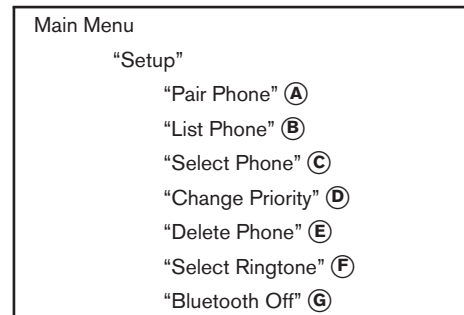 Main Menu
“Setup”
“Pair Phone” Ⓐ
“List Phone” Ⓑ
“Select Phone” Ⓒ
“Change Priority” Ⓓ
“Delete Phone” Ⓔ
“Select Ringtone” Ⓕ
“Bluetooth Off” Ⓖ